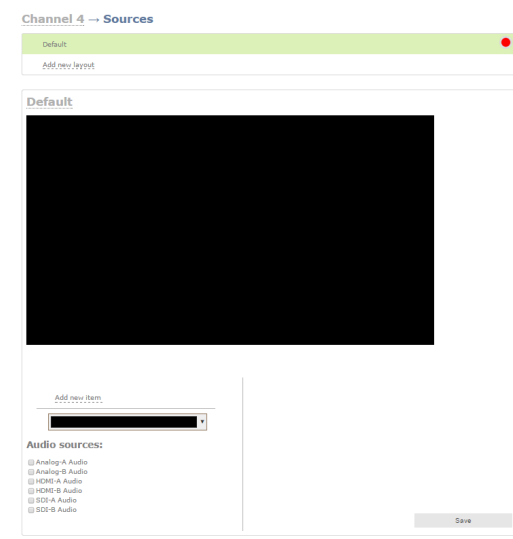 Channel 4 → Sources
Default
Add new layout
Default
Add new item
Audio sources:
Analog-A Audio
Analog-B Audio
HDMI-A Audio
HDMI-B Audio
SDI-A Audio
SDI-B Audio
Save